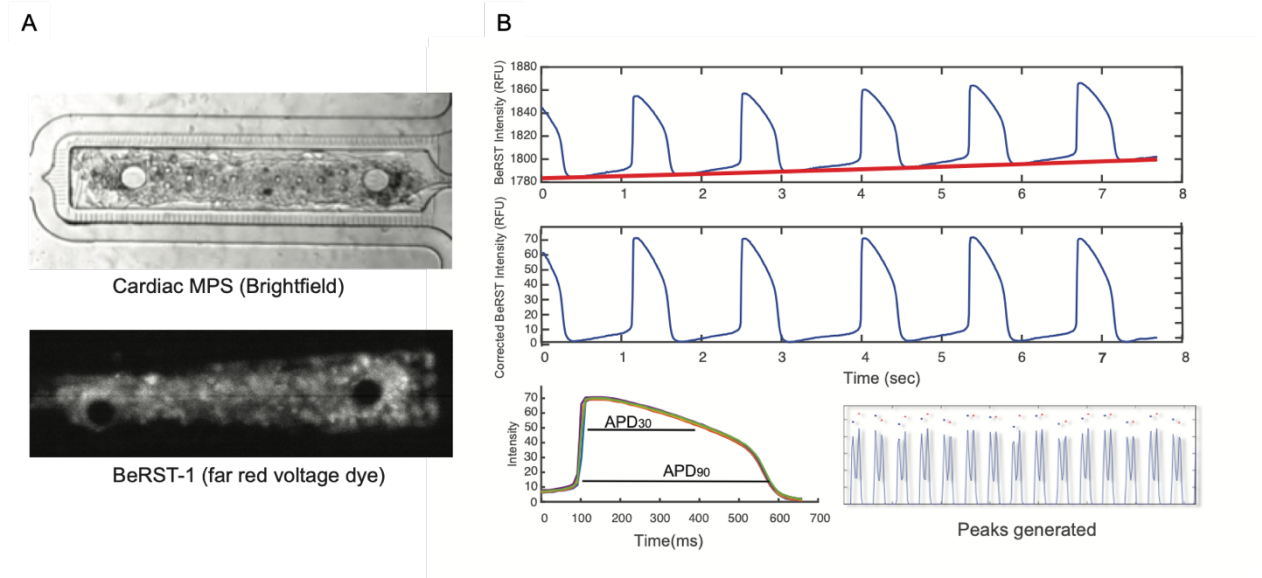 A
B
Cardiac MPS (Brightfield)
BeRST-1 (far red voltage dye)
BeRST Intensity (RFU)
1880
1860
1840
1820
1800
1780
0 1 2 3 4 5 6 7 8
Corrected BeRST Intensity (RFU)
70
60
50
40
30
20
10
0
0 1 2 3 4 5 6 7 8
Time (sec)
Intensity
70
60
50
40
30
20
10
0
APD30
APD90
0 100 200 300 400 500 600 700
Time(ms)
Peaks generated